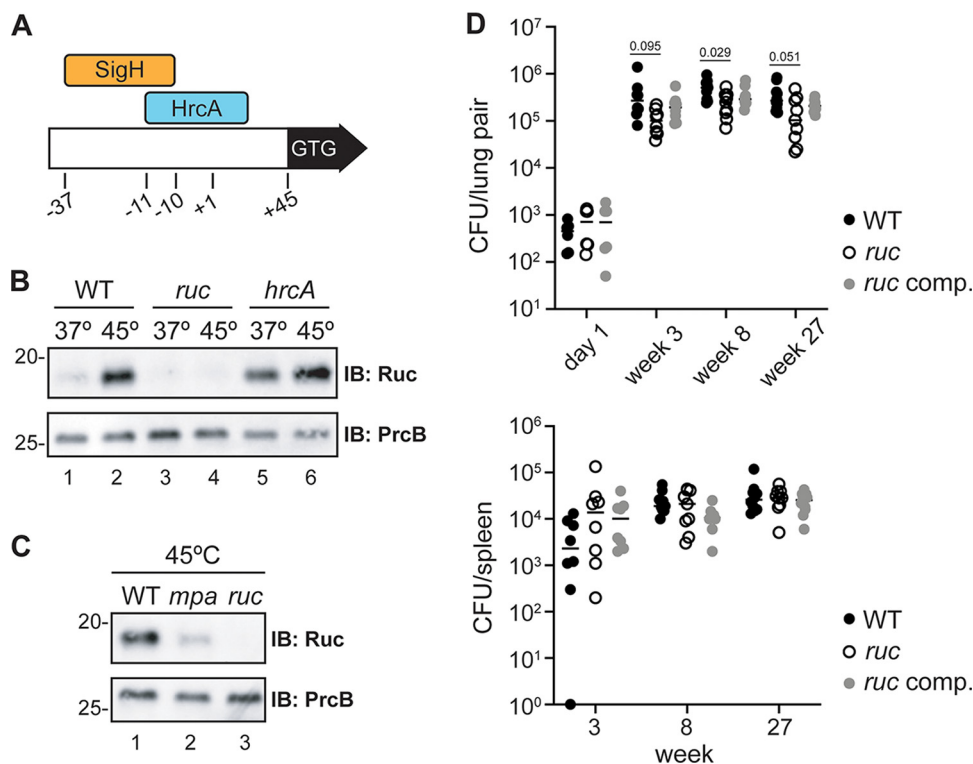 A
SigH
HrcA
GTG
-37 -11 -10 +1 +45
B
WT ruc hrcA
37º 45º 37º 45º 37º 45º
20-
IB: Ruc
25-
IB: PrcB
1 2 3 4 5 6
C
45ºC
WT mpa ruc
20-
IB: Ruc
25-
IB: PrcB
1 2 3
D
CFU/lung pair
10⁷
10⁶
10⁵
10⁴
10³
10²
10¹
0.095 0.029 0.051
day 1 week 3 week 8 week 27
WT
ruc
ruc comp.
CFU/spleen
10⁶
10⁵
10⁴
10³
10²
10¹
10⁰
3 8 27
week
WT
ruc
ruc comp.